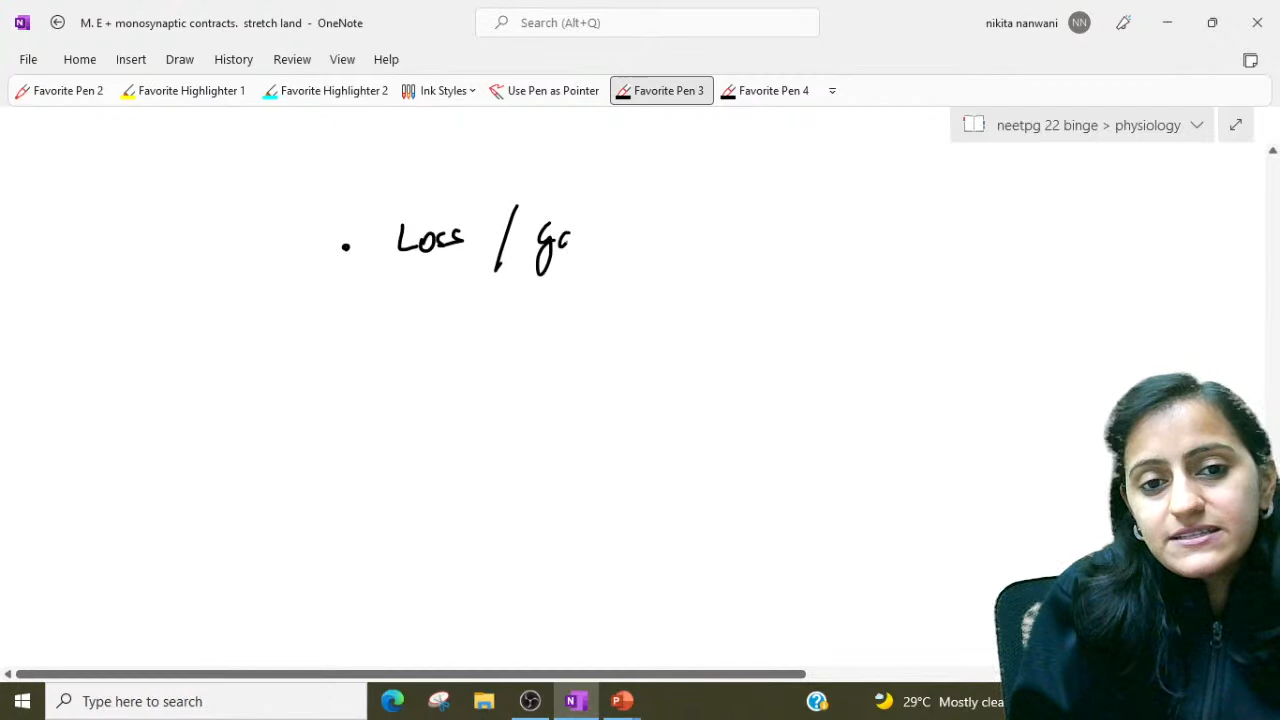 M. E + monosynaptic contracts. stretch land - OneNote
Search (Alt+Q)
nikita nanwani NN
File Home Insert Draw History Review View Help
Favorite Pen 2 Favorite Highlighter 1 Favorite Highlighter 2 Ink Styles Use Pen as Pointer Favorite Pen 3 Favorite Pen 4
neetpg 22 binge > physiology
. Loss / ga
Type here to search
29°C Mostly clea